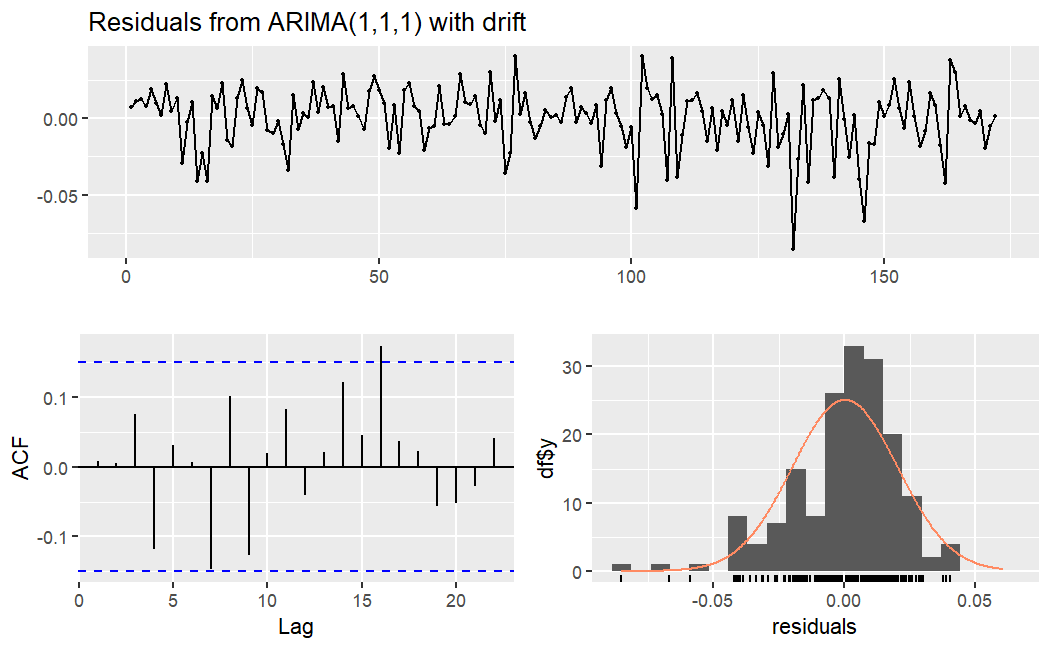 Residuals from ARIMA(1,1,1) with drift
0.00
-0.05
0 50 100 150
ACF
0.1
0.0
-0.1
0 5 10 15 20
Lag
df$y
30
20
10
0
-0.05 0.00 0.05
residuals